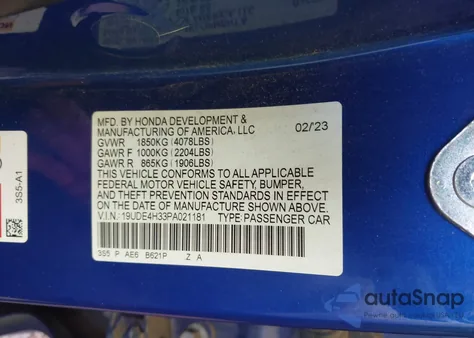 MFD. BY HONDA DEVELOPMENT &
MANUFACTURING OF AMERICA, LLC 02/23
GVWR 1850KG (4078LBS)
GAWR F 1000KG (2204LBS)
GAWR R 865KG (1906LBS)
THIS VEHICLE CONFORMS TO ALL APPLICABLE
FEDERAL MOTOR VEHICLE SAFETY, BUMPER,
AND THEFT PREVENTION STANDARDS IN EFFECT
ON THE DATE OF MANUFACTURE SHOWN ABOVE.
V.I.N: 19UDE4H33PA021181 TYPE:PASSENGER CAR
3S5 P AE6 B621P Z A
3S5-A1
autoSnap